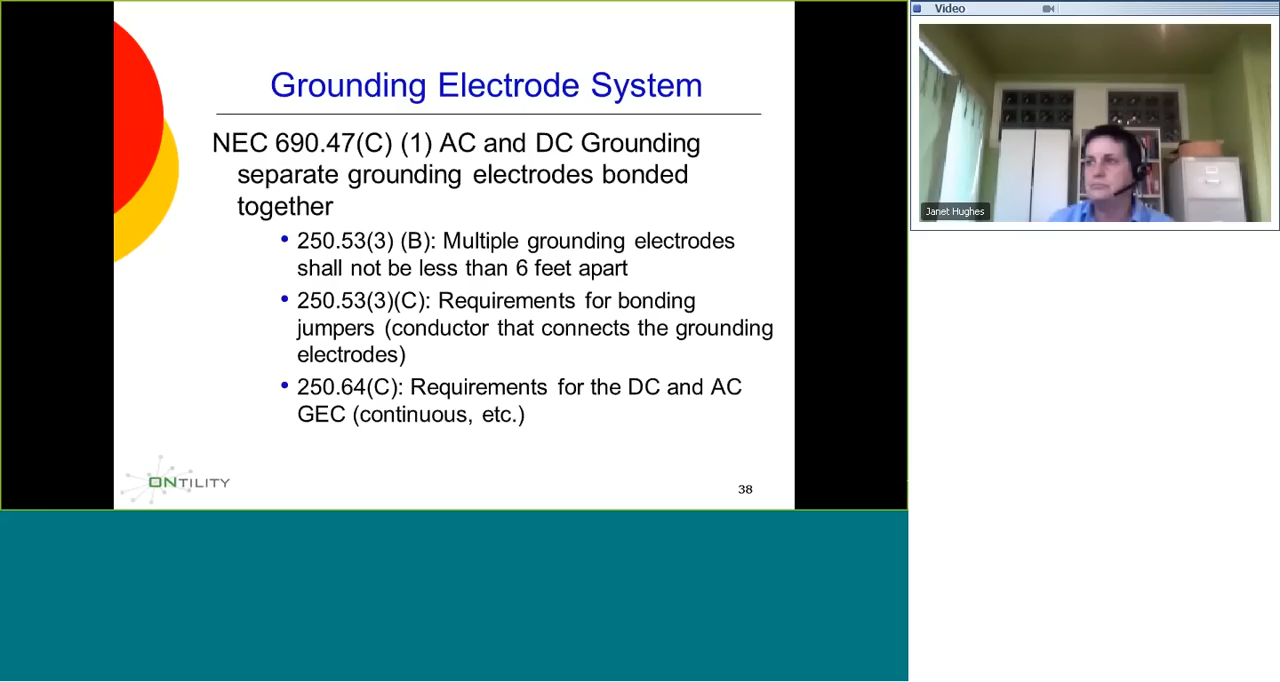 Grounding Electrode System
NEC 690.47(C) (1) AC and DC Grounding
separate grounding electrodes bonded
together
• 250.53(3) (B): Multiple grounding electrodes
shall not be less than 6 feet apart
• 250.53(3)(C): Requirements for bonding
jumpers (conductor that connects the grounding
electrodes)
• 250.64(C): Requirements for the DC and AC
GEC (continuous, etc.)
ONTILITY
38
Video
Janet Hughes